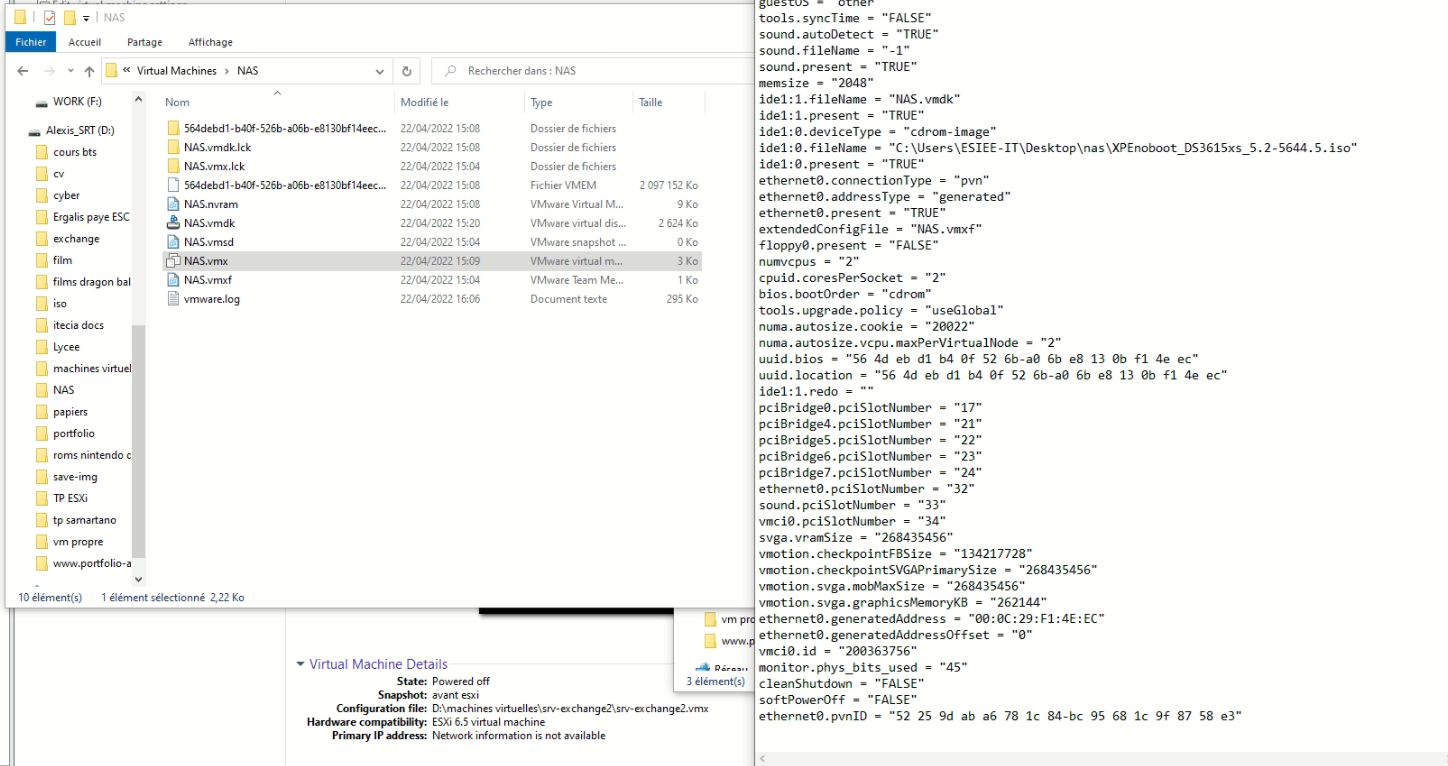 NAS
Fichier
Accueil
Partage
Affichage
« Virtual Machines › NAS
Rechercher dans : NAS
WORK (F:)
Alexis_SRT (D:)
cours bts
cv
cyber
Ergalis paye ESC
exchange
film
films dragon bal
iso
itecia docs
Lycee
machines virtuel
NAS
papiers
portfolio
roms nintendo d
save-img
TP ESXi
tp samartano
vm propre
www.portfolio-a
Nom Modifié le Type Taille
564debd1-b40f-526b-a06b-e8130bf14eec... 22/04/2022 15:08 Dossier de fichiers
NAS.vmdk.lck 22/04/2022 15:08 Dossier de fichiers
NAS.vmx.lck 22/04/2022 15:04 Dossier de fichiers
564debd1-b40f-526b-a06b-e8130bf14eec... 22/04/2022 15:08 Fichier VMEM 2 097 152 Ko
NAS.nvram 22/04/2022 15:08 VMware Virtual M... 9 Ko
NAS.vmdk 22/04/2022 15:20 VMware virtual dis... 2 624 Ko
NAS.vmsd 22/04/2022 15:04 VMware snapshot ... 0 Ko
NAS.vmx 22/04/2022 15:09 VMware virtual m... 3 Ko
NAS.vmxf 22/04/2022 15:04 VMware Team Me... 1 Ko
vmware.log 22/04/2022 16:06 Document texte 295 Ko
10 élément(s) 1 élément sélectionné 2,22 Ko
vm pro
www.p
Réseau
3 élément(s)
Virtual Machine Details
State: Powered off
Snapshot: avant esxi
Configuration file: D:\machines virtuelles\srv-exchange2\srv-exchange2.vmx
Hardware compatibility: ESXi 6.5 virtual machine
Primary IP address: Network information is not available
guestOS = "other"
tools.syncTime = "FALSE"
sound.autoDetect = "TRUE"
sound.fileName = "-1"
sound.present = "TRUE"
memsize = "2048"
ide1:1.fileName = "NAS.vmdk"
ide1:1.present = "TRUE"
ide1:0.deviceType = "cdrom-image"
ide1:0.fileName = "C:\Users\ESIEE-IT\Desktop\nas\XPEnoboot_DS3615xs_5.2-5644.5.iso"
ide1:0.present = "TRUE"
ethernet0.connectionType = "pvn"
ethernet0.addressType = "generated"
ethernet0.present = "TRUE"
extendedConfigFile = "NAS.vmxf"
floppy0.present = "FALSE"
numvcpus = "2"
cpuid.coresPerSocket = "2"
bios.bootOrder = "cdrom"
tools.upgrade.policy = "useGlobal"
numa.autosize.cookie = "20022"
numa.autosize.vcpu.maxPerVirtualNode = "2"
uuid.bios = "56 4d eb d1 b4 0f 52 6b-a0 6b e8 13 0b f1 4e ec"
uuid.location = "56 4d eb d1 b4 0f 52 6b-a0 6b e8 13 0b f1 4e ec"
ide1:1.redo = ""
pciBridge0.pciSlotNumber = "17"
pciBridge4.pciSlotNumber = "21"
pciBridge5.pciSlotNumber = "22"
pciBridge6.pciSlotNumber = "23"
pciBridge7.pciSlotNumber = "24"
ethernet0.pciSlotNumber = "32"
sound.pciSlotNumber = "33"
vmci0.pciSlotNumber = "34"
svga.vramSize = "268435456"
vmotion.checkpointFBSize = "134217728"
vmotion.checkpointSVGAPrimarySize = "268435456"
vmotion.svga.mobMaxSize = "268435456"
vmotion.svga.graphicsMemoryKB = "262144"
ethernet0.generatedAddress = "00:0C:29:F1:4E:EC"
ethernet0.generatedAddressOffset = "0"
vmci0.id = "200363756"
monitor.phys_bits_used = "45"
cleanShutdown = "FALSE"
softPowerOff = "FALSE"
ethernet0.pvnID = "52 25 9d ab a6 78 1c 84-bc 95 68 1c 9f 87 58 e3"